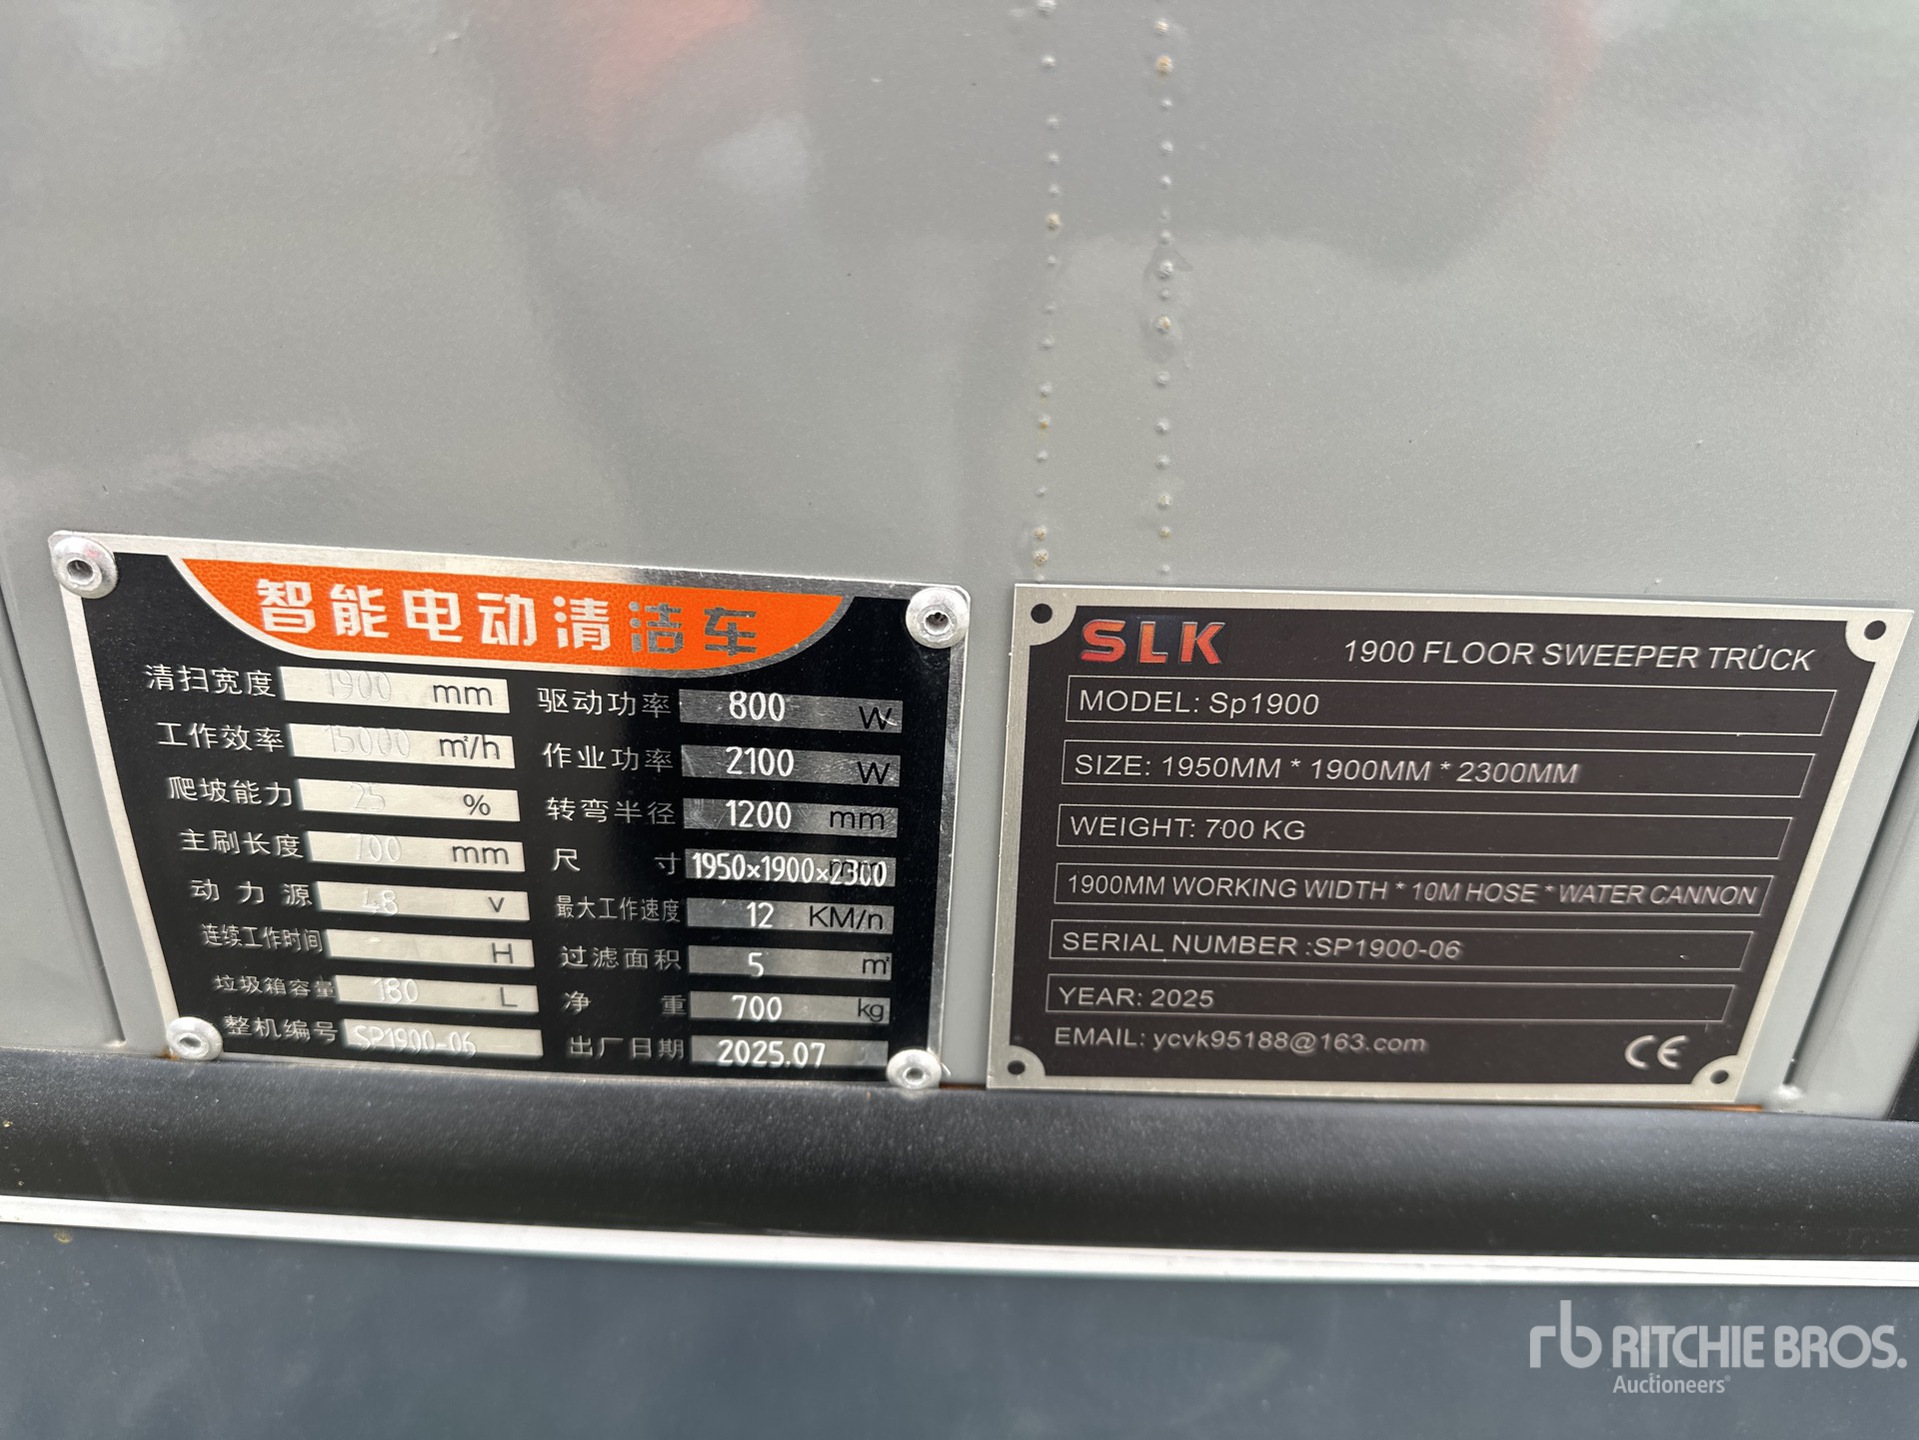 智能电动清洁车
清扫宽度 1900 mm
工作效率 15000 m²/h
爬坡能力 25 %
主刷长度 700 mm
动力源 48 V
连续工作时间 H
垃圾箱容量 180 L
整机编号 SP1900-06
驱动功率 800 W
作业功率 2100 W
转弯半径 1200 mm
尺寸 1950×1900×2300 mm
最大工作速度 12 KM/h
过滤面积 5 m²
净重 700 kg
出厂日期 2025.07
SLK 1900 FLOOR SWEEPER TRUCK
MODEL: Sp1900
SIZE: 1950MM * 1900MM * 2300MM
WEIGHT: 700 KG
1900MM WORKING WIDTH * 10M HOSE * WATER CANNON
SERIAL NUMBER :SP1900-06
YEAR: 2025
EMAIL: ycvk95188@163.com
CE
rb RITCHIE BROS.
Auctioneers